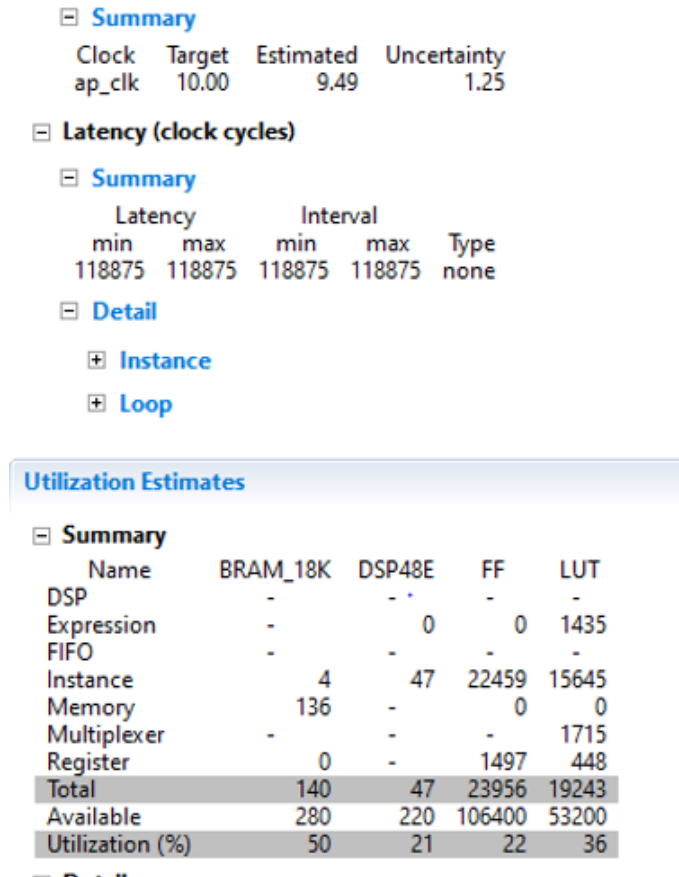 Summary
Clock Target Estimated Uncertainty
ap_clk 10.00 9.49 1.25
Latency (clock cycles)
Summary
Latency Interval
min max min max Type
118875 118875 118875 118875 none
Detail
Instance
Loop
Utilization Estimates
Summary
Name BRAM_18K DSP48E FF LUT
DSP - - - -
Expression - 0 0 1435
FIFO - - - -
Instance 4 47 22459 15645
Memory 136 - 0 0
Multiplexer - - - 1715
Register 0 - 1497 448
Total 140 47 23956 19243
Available 280 220 106400 53200
Utilization (%) 50 21 22 36